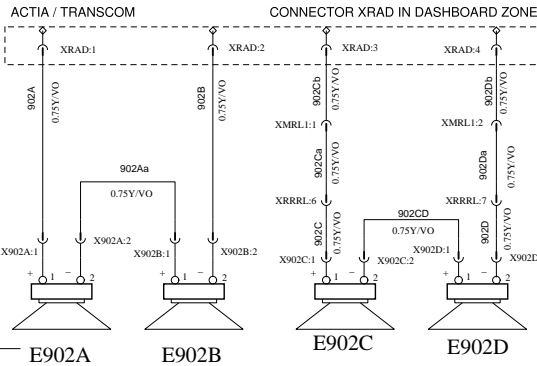 ACTIA / TRANSCOM CONNECTOR XRAD IN DASHBOARD ZONE
XRAD:1 XRAD:2 XRAD:3 XRAD:4
902A 0.75Y/VO 902B 0.75Y/VO 902Cb 0.75Y/VO 902Db 0.75Y/VO
XMRL1:1 XMRL1:2
902Ca 0.75Y/VO 902Da 0.75Y/VO
902Aa
0.75Y/VO
XRRRL:6 XRRRL:7
902C 0.75Y/VO 902CD 902D 0.75Y/VO
0.75Y/VO
X902A:1 X902A:2 X902B:1 X902B:2 X902C:1 X902C:2 X902D:1 X902D
+ 1 − 2 + 1 − 2 + 1 − 2 + 1 − 2
E902A E902B E902C E902D